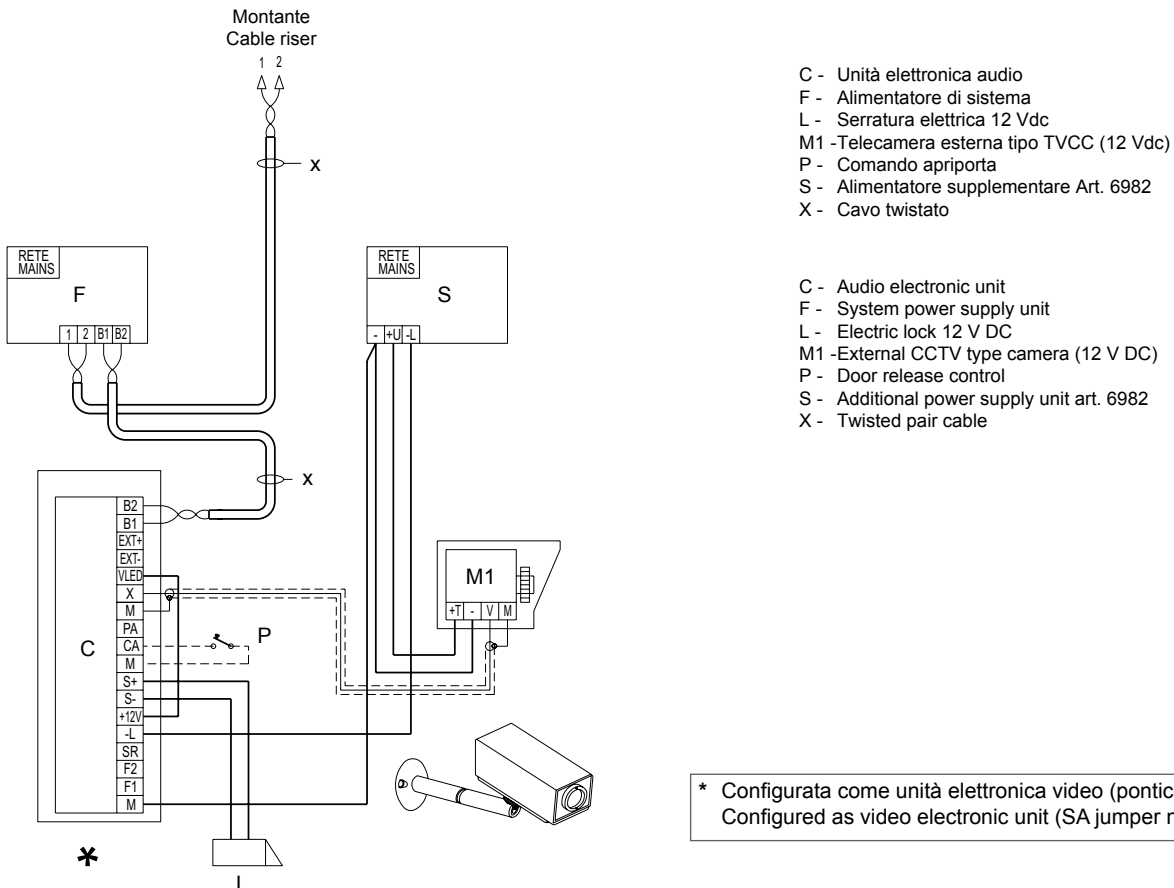 Montante
Cable riser
1 2
X
RETE
MAINS
F
1 2 B1 B2
RETE
MAINS
S
- +U -L
X
C
B2
B1
EXT+
EXT-
VLED
X
M
PA
CA
M
S+
S-
+12V
-L
SR
F2
F1
M
P
M1
+T - V M
*
L
C - Unità elettronica audio
F - Alimentatore di sistema
L - Serratura elettrica 12 Vdc
M1 -Telecamera esterna tipo TVCC (12 Vdc)
P - Comando apriporta
S - Alimentatore supplementare Art. 6982
X - Cavo twistato
C - Audio electronic unit
F - System power supply unit
L - Electric lock 12 V DC
M1 -External CCTV type camera (12 V DC)
P - Door release control
S - Additional power supply unit art. 6982
X - Twisted pair cable
* Configurata come unità elettronica video
Configured as video electronic unit (SA jumper